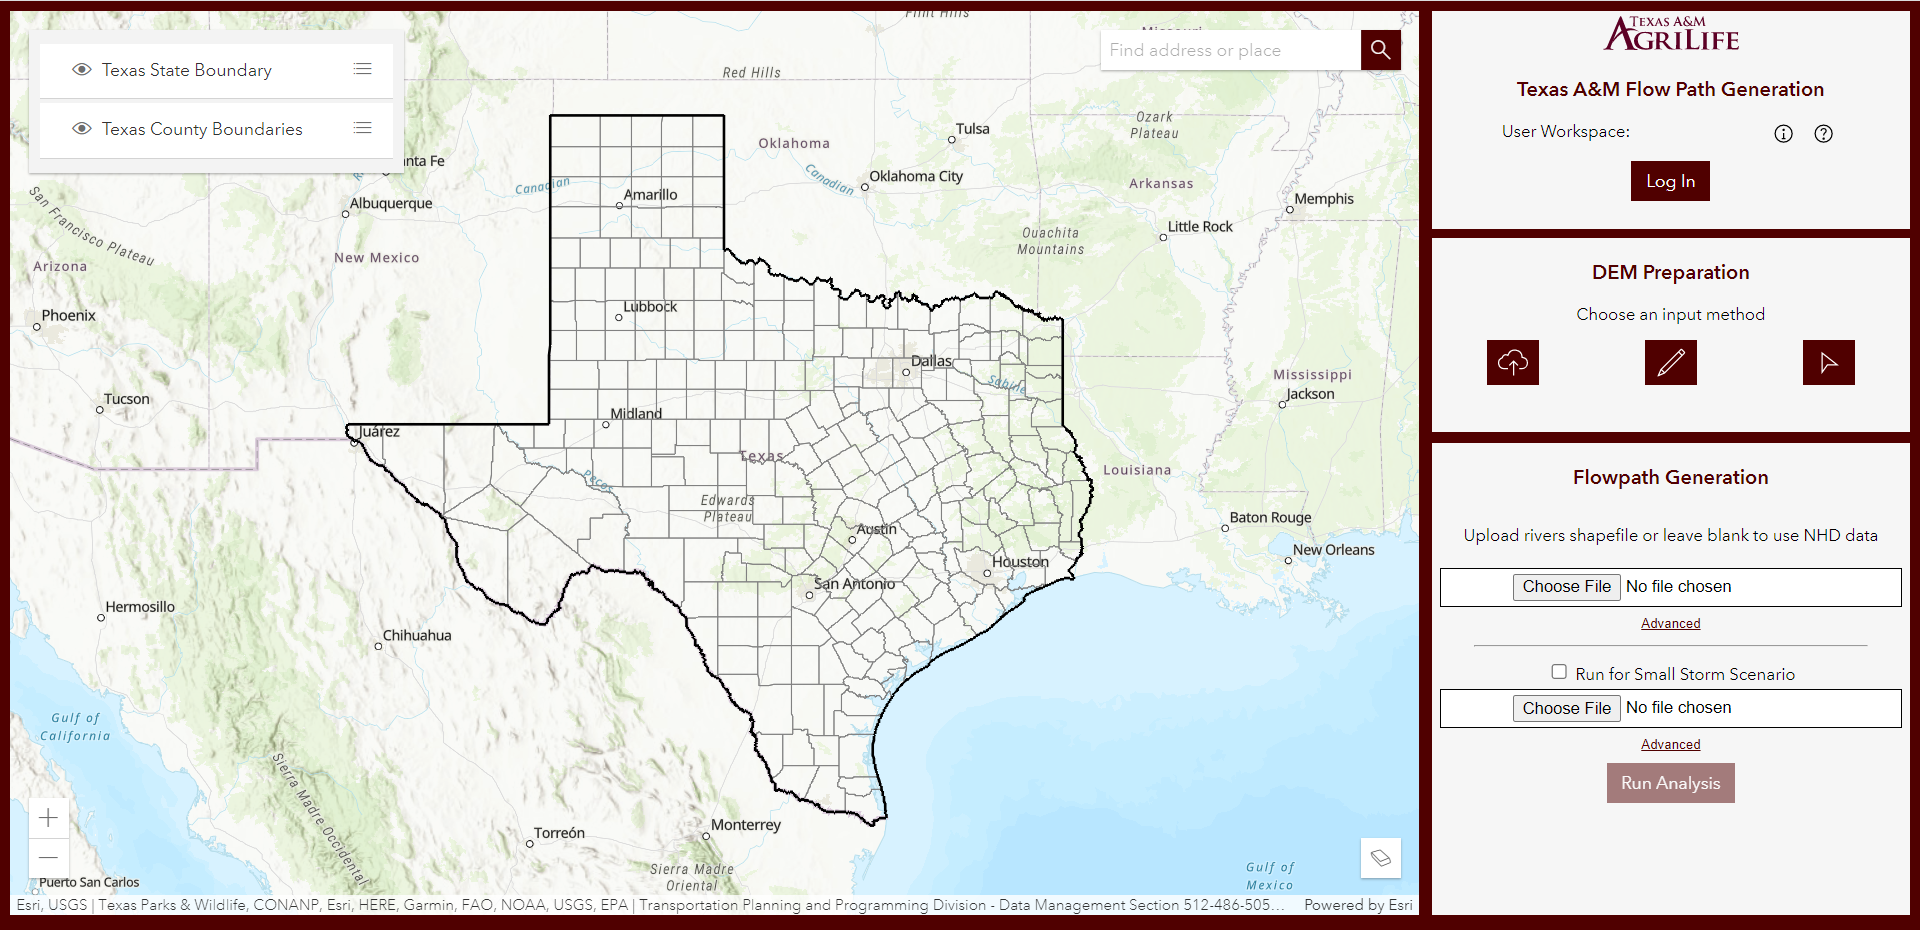 Texas State Boundary
Texas County Boundaries
Find address or place
Flint Hills
Missouri
Red Hills
Tulsa
Ozark
Plateau
Oklahoma
Canadian
Canadian
Oklahoma City
Arkansas
Amarillo
Memphis
Albuquerque
San Francisco Plateau
Little Rock
Ouachita
Mountains
New Mexico
Arizona
Lubbock
Phoenix
Dallas
Sabine
Mississippi
Jackson
Tucson
Midland
Juárez
Texas
Louisiana
Pecos
Edwards
Plateau
Baton Rouge
Austin
New Orleans
Houston
San Antonio
Hermosillo
Chihuahua
Gulf of
California
Sierra Madre Occidental
Monterrey
Torreón
Sierra Madre
Oriental
Gulf of
Mexico
Puerto San Carlos
Esri, USGS | Texas Parks & Wildlife, CONANP, Esri, HERE, Garmin, FAO, NOAA, USGS, EPA | Transportation Planning and Programming Division - Data Management Section 512-486-505... Powered by Esri
TEXAS A&M
AGRILIFE
Texas A&M Flow Path Generation
User Workspace:
Log In
DEM Preparation
Choose an input method
Flowpath Generation
Upload rivers shapefile or leave blank to use NHD data
Choose File No file chosen
Advanced
Run for Small Storm Scenario
Choose File No file chosen
Advanced
Run Analysis